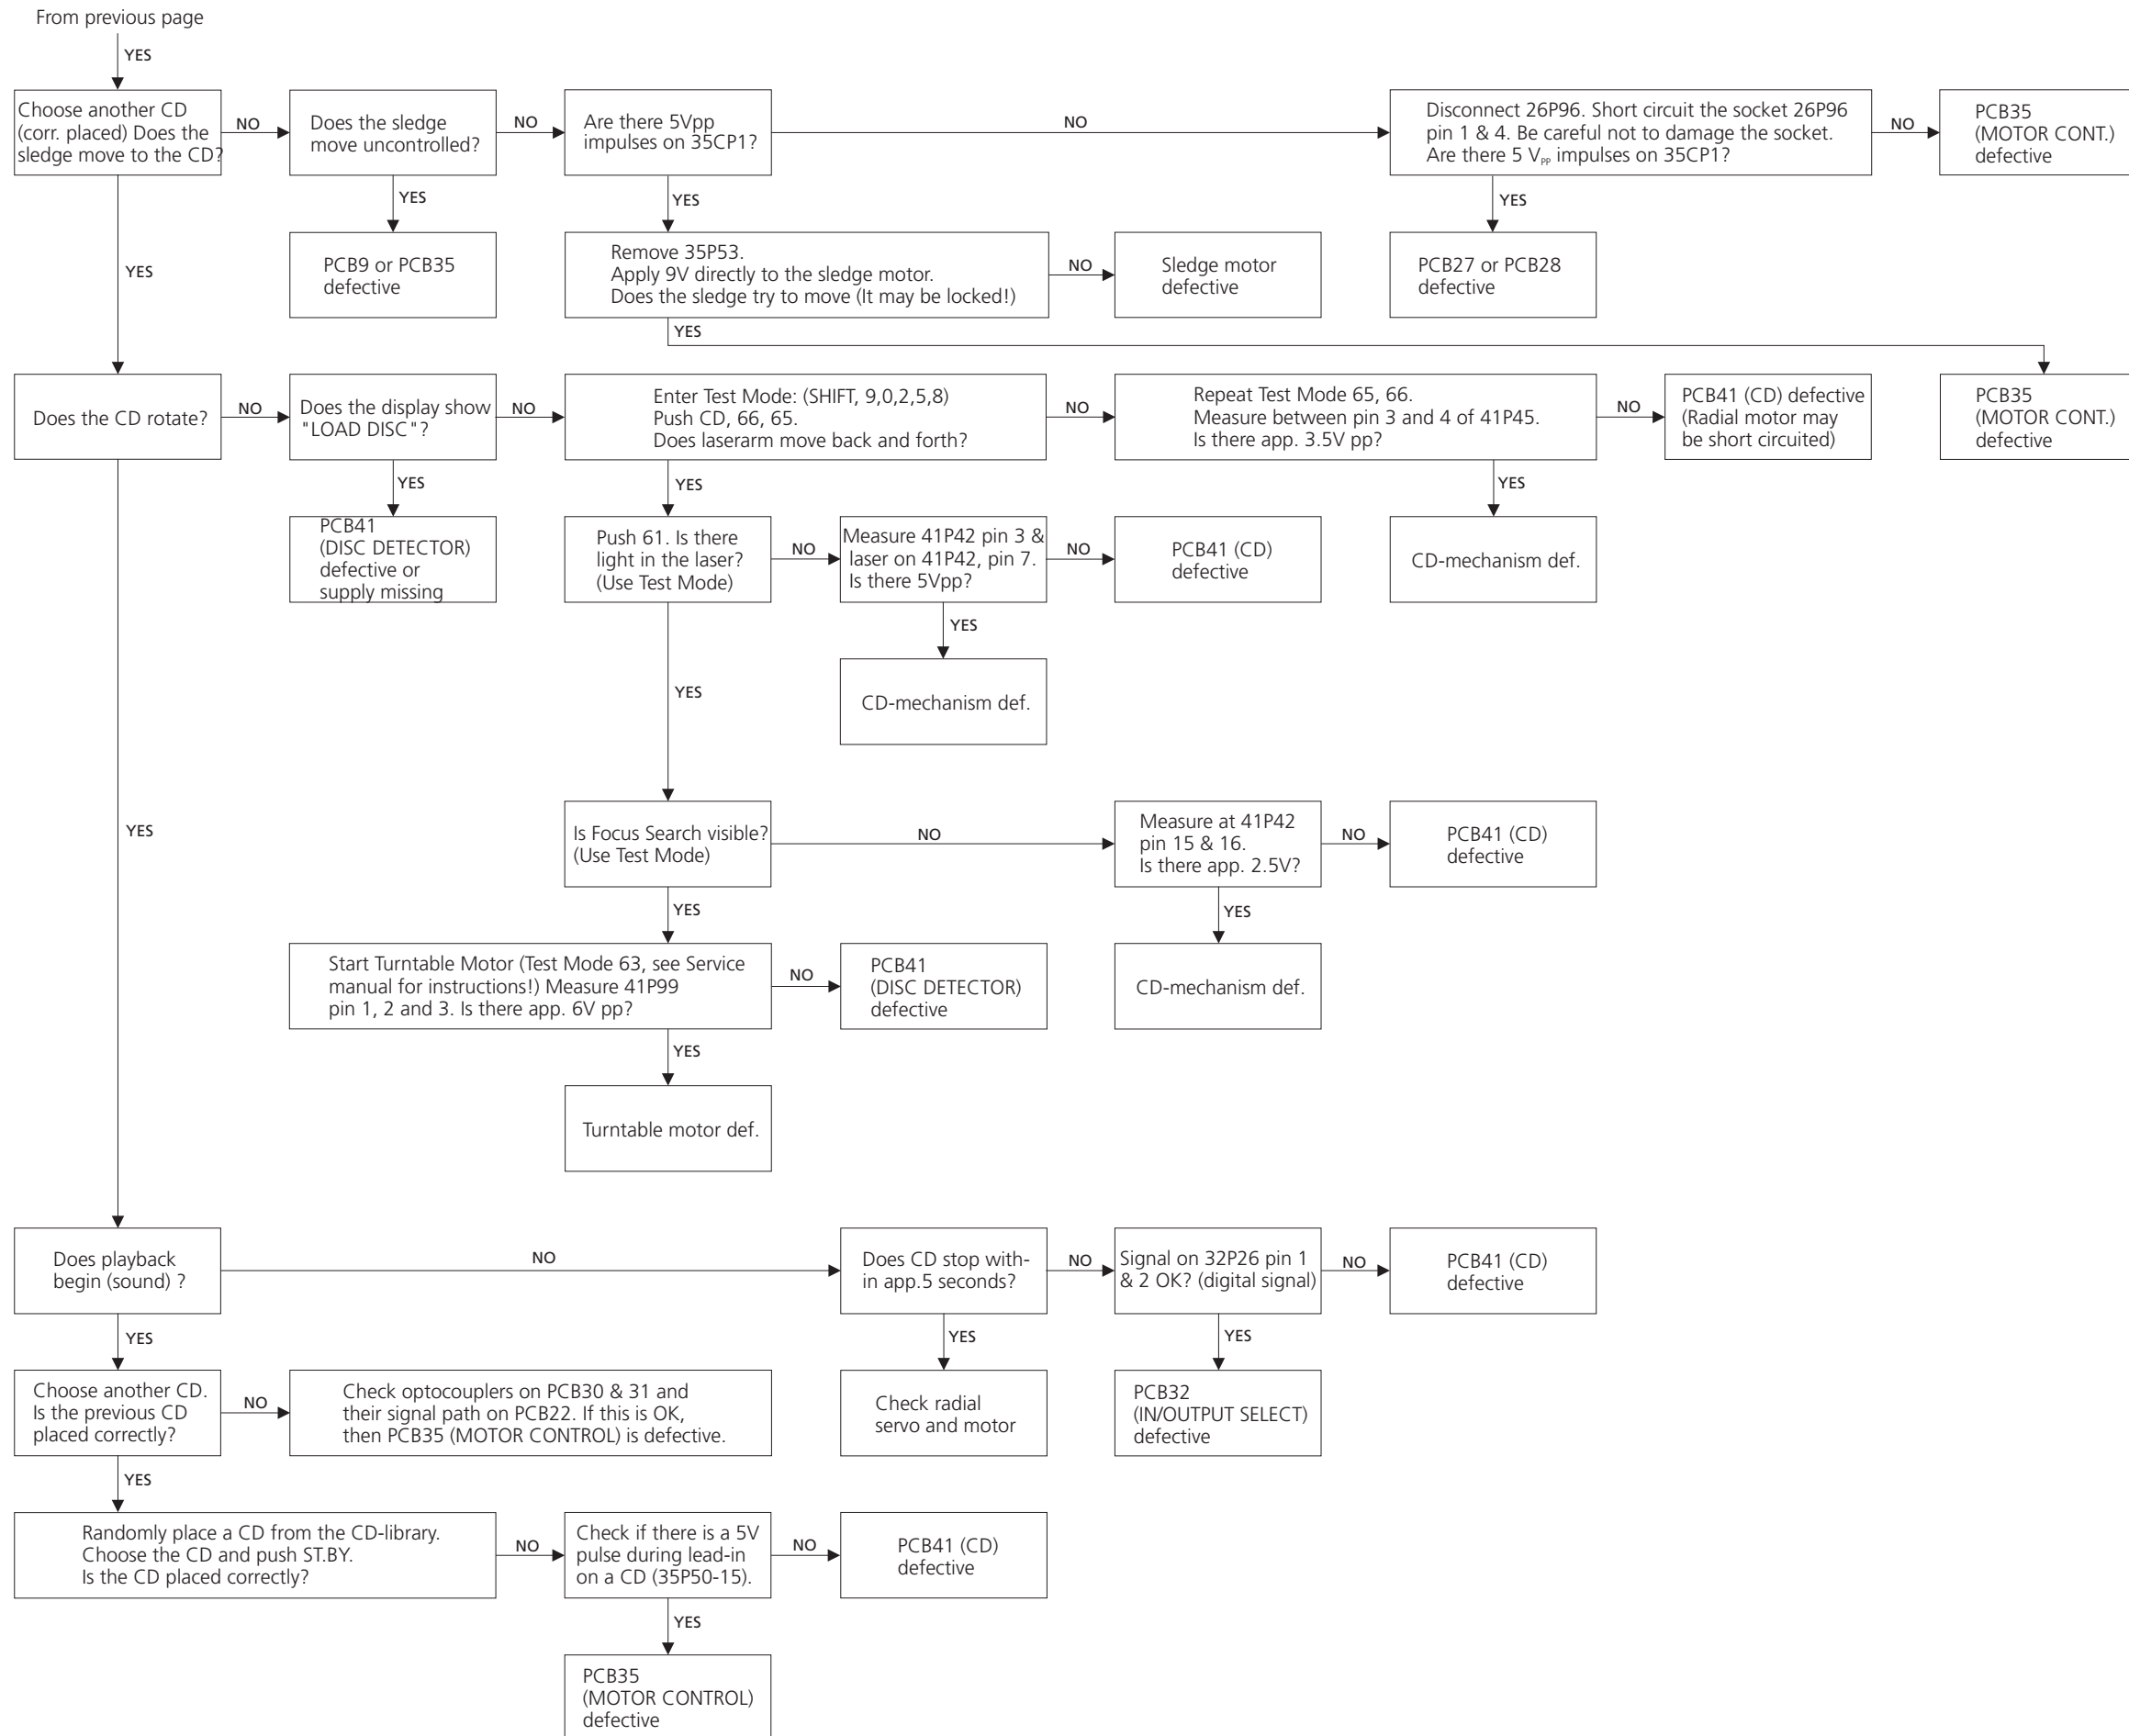 From previous page
YES
Choose another CD
(corr. placed) Does the
sledge move to the CD?
NO
Does the sledge
move uncontrolled?
NO
Are there 5Vpp
impulses on 35CP1?
NO
Disconnect 26P96. Short circuit the socket 26P96
pin 1 & 4. Be careful not to damage the socket.
Are there 5 Vpp impulses on 35CP1?
NO
PCB35
(MOTOR CONT.)
defective
YES
YES
YES
YES
PCB9 or PCB35
defective
Remove 35P53.
Apply 9V directly to the sledge motor.
Does the sledge try to move (It may be locked!)
NO
Sledge motor
defective
PCB27 or PCB28
defective
YES
Does the CD rotate?
NO
Does the display show
"LOAD DISC"?
NO
Enter Test Mode: (SHIFT, 9,0,2,5,8)
Push CD, 66, 65.
Does laserarm move back and forth?
NO
Repeat Test Mode 65, 66.
Measure between pin 3 and 4 of 41P45.
Is there app. 3.5V pp?
NO
PCB41 (CD) defective
(Radial motor may
be short circuited)
PCB35
(MOTOR CONT.)
defective
YES
YES
YES
PCB41
(DISC DETECTOR)
defective or
supply missing
Push 61. Is there
light in the laser?
(Use Test Mode)
NO
Measure 41P42 pin 3 &
laser on 41P42, pin 7.
Is there 5Vpp?
NO
PCB41 (CD)
defective
CD-mechanism def.
YES
YES
CD-mechanism def.
YES
Is Focus Search visible?
(Use Test Mode)
NO
Measure at 41P42
pin 15 & 16.
Is there app. 2.5V?
NO
PCB41 (CD)
defective
YES
YES
Start Turntable Motor (Test Mode 63, see Service
manual for instructions!) Measure 41P99
pin 1, 2 and 3. Is there app. 6V pp?
NO
PCB41
(DISC DETECTOR)
defective
CD-mechanism def.
YES
Turntable motor def.
Does playback
begin (sound) ?
NO
Does CD stop with-
in app.5 seconds?
NO
Signal on 32P26 pin 1
& 2 OK? (digital signal)
NO
PCB41 (CD)
defective
YES
YES
YES
Choose another CD.
Is the previous CD
placed correctly?
NO
Check optocouplers on PCB30 & 31 and
their signal path on PCB22. If this is OK,
then PCB35 (MOTOR CONTROL) is defective.
Check radial
servo and motor
PCB32
(IN/OUTPUT SELECT)
defective
YES
Randomly place a CD from the CD-library.
Choose the CD and push ST.BY.
Is the CD placed correctly?
NO
Check if there is a 5V
pulse during lead-in
on a CD (35P50-15).
NO
PCB41 (CD)
defective
YES
PCB35
(MOTOR CONTROL)
defective